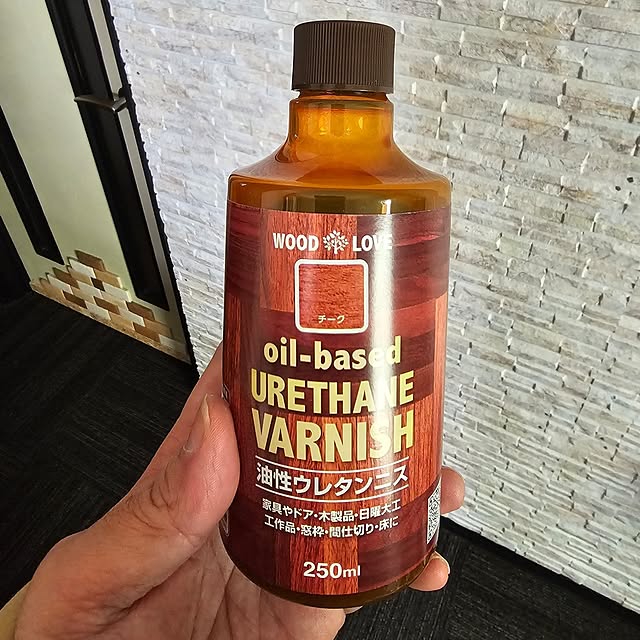 WOOD LOVE
チーク
oil-based
URETHANE
VARNISH
油性ウレタンニス
家具やドア・木製品・日曜大工
工作品・窓枠・間仕切り・床に
250ml